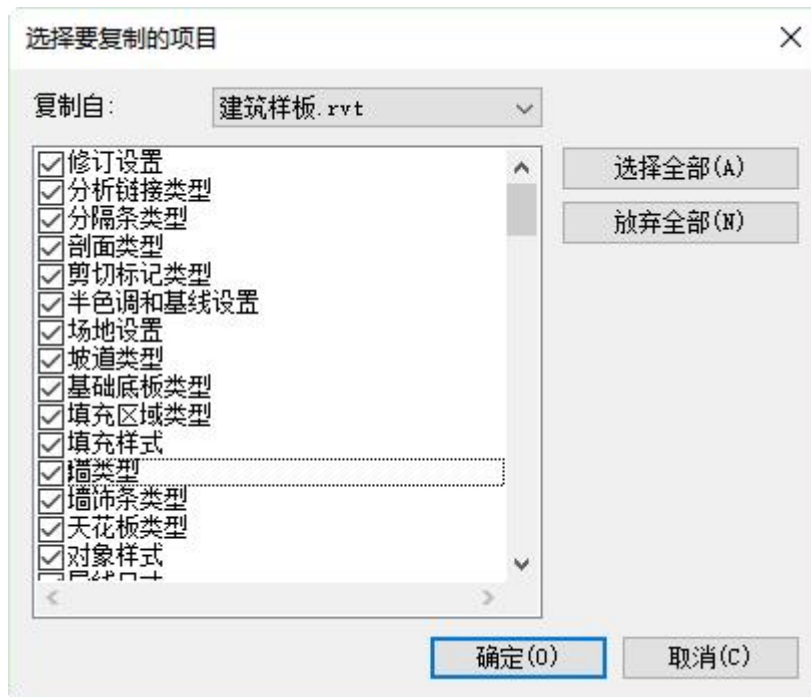 选择要复制的项目
复制自:
建筑样板.rvt
修订设置
分析链接类型
分隔条类型
剖面类型
剪切标记类型
半色调和基线设置
场地设置
坡道类型
基础底板类型
填充区域类型
填充样式
墙类型
墙饰条类型
天花板类型
对象样式
选择全部(A)
放弃全部(N)
确定(O)
取消(C)